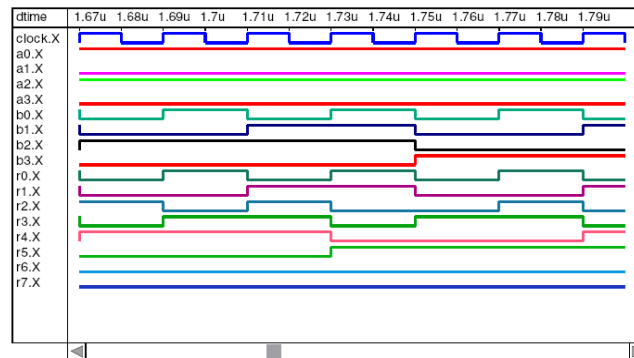 dtime 1.67u 1.68u 1.69u 1.7u 1.71u 1.72u 1.73u 1.74u 1.75u 1.76u 1.77u 1.78u 1.79u
clock.X
a0.X
a1.X
a2.X
a3.X
b0.X
b1.X
b2.X
b3.X
r0.X
r1.X
r2.X
r3.X
r4.X
r5.X
r6.X
r7.X